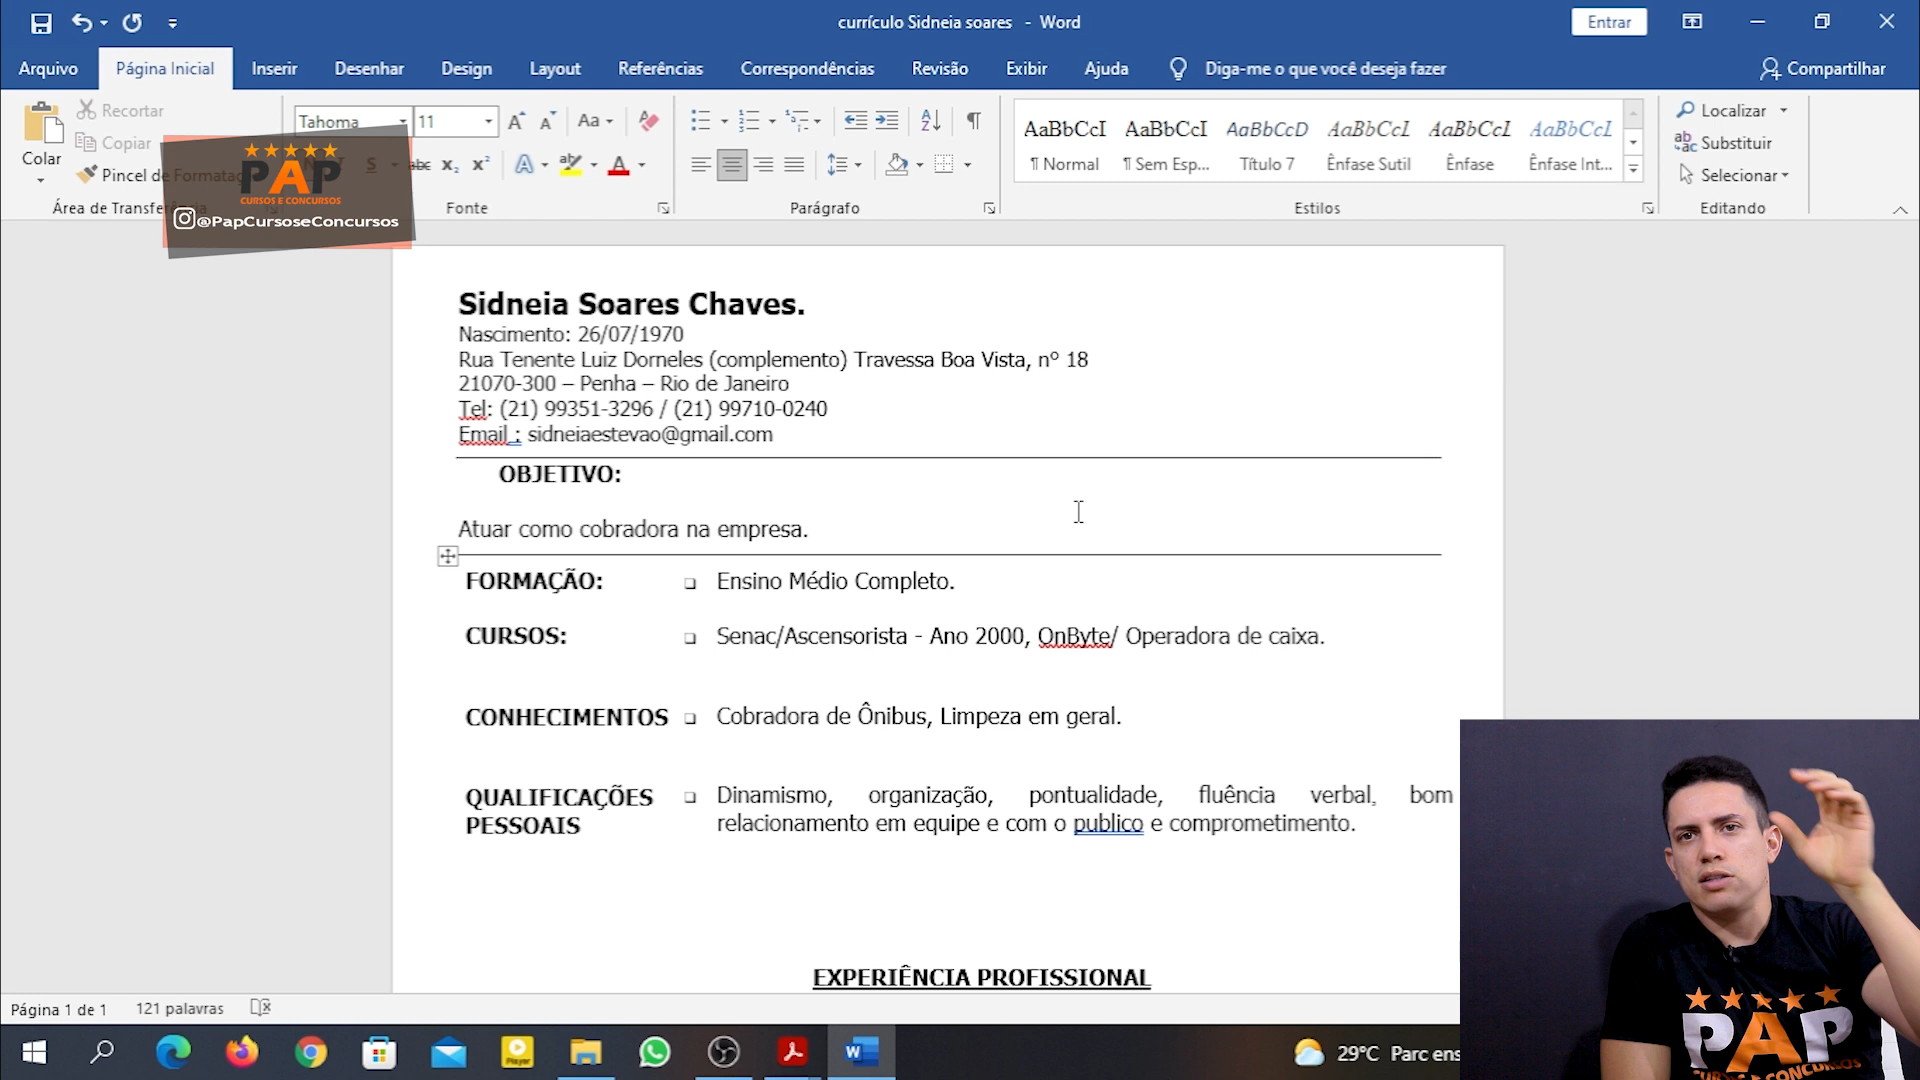 currículo Sidneia soares - Word
Entrar
Arquivo
Página Inicial
Inserir
Desenhar
Design
Layout
Referências
Correspondências
Revisão
Exibir
Ajuda
Diga-me o que você deseja fazer
Compartilhar
Colar
Recortar
Copiar
Pincel de Formataç
Área de Transferência
Tahoma
11
Aa
abc
Fonte
Parágrafo
AaBbCcI AaBbCcI AaBbCcD AaBbCcI AaBbCcI AaBbCcI
¶ Normal
¶ Sem Esp...
Título 7
Ênfase Sutil
Ênfase
Ênfase Int...
Estilos
Localizar
Substituir
Selecionar
Editando
PAP
CURSOS E CONCURSOS
@PapCursoseConcursos
Sidneia Soares Chaves.
Nascimento: 26/07/1970
Rua Tenente Luiz Dorneles (complemento) Travessa Boa Vista, nº 18
21070-300 – Penha – Rio de Janeiro
Tel: (21) 99351-3296 / (21) 99710-0240
Email : sidneiaestevao@gmail.com
OBJETIVO:
Atuar como cobradora na empresa.
FORMAÇÃO: ❑ Ensino Médio Completo.
CURSOS: ❑ Senac/Ascensorista - Ano 2000, OnByte/ Operadora de caixa.
CONHECIMENTOS ❑ Cobradora de Ônibus, Limpeza em geral.
QUALIFICAÇÕES PESSOAIS ❑ Dinamismo, organização, pontualidade, fluência verbal, bom
relacionamento em equipe e com o publico e comprometimento.
EXPERIÊNCIA PROFISSIONAL
Página 1 de 1
121 palavras
Player
29°C Parc ens
PAP
CURSOS E CONCURSOS